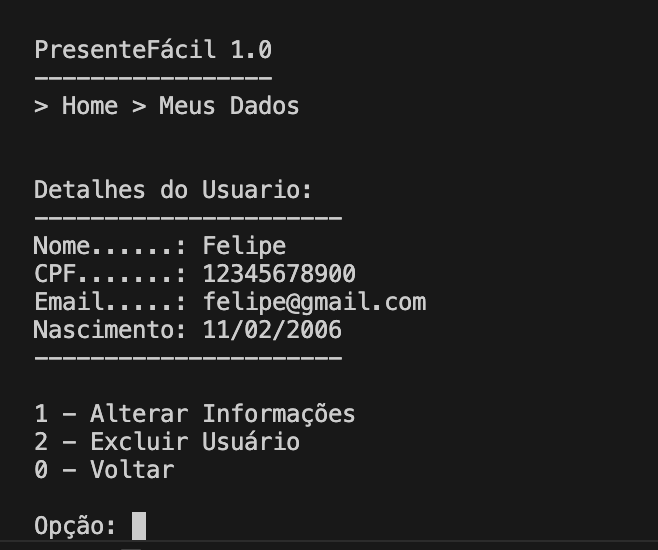 PresenteFácil 1.0
-----------------
> Home > Meus Dados
Detalhes do Usuario:
----------------------
Nome......: Felipe
CPF.......: 12345678900
Email.....: felipe@gmail.com
Nascimento: 11/02/2006
----------------------
1 - Alterar Informações
2 - Excluir Usuário
0 - Voltar
Opção: